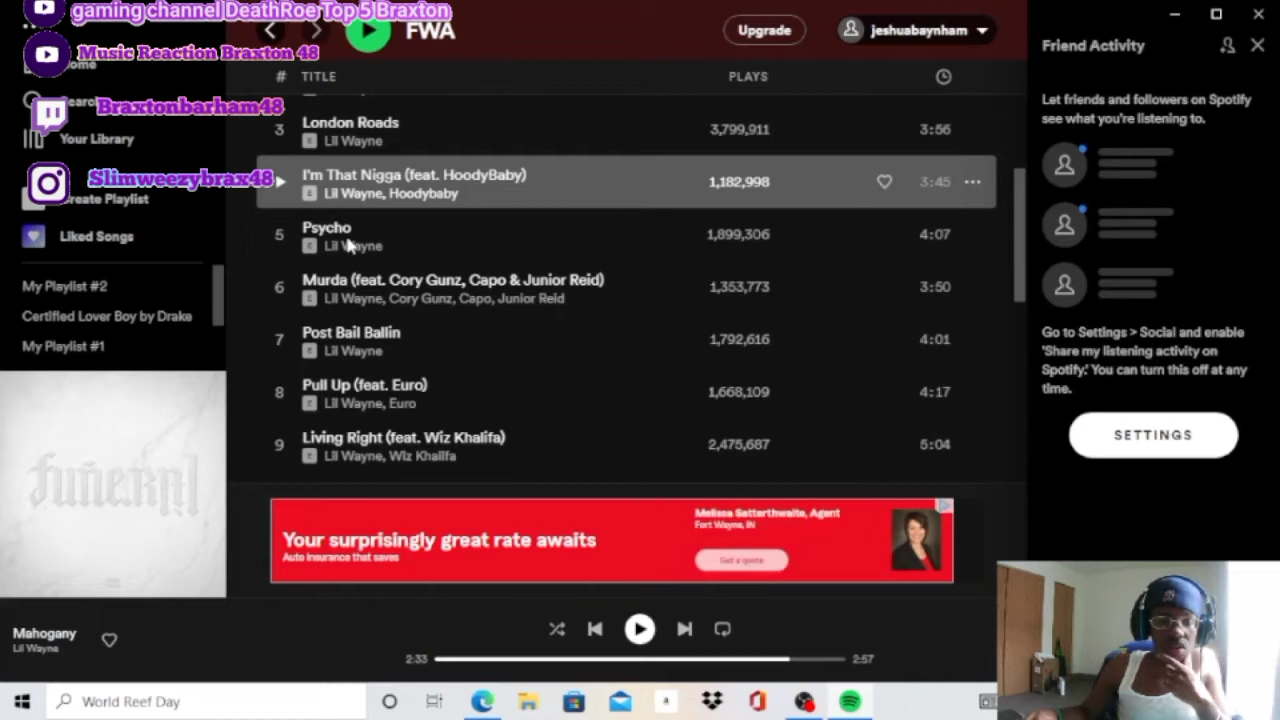 gaming channel DeathRoe Top 5 Braxton
Music Reaction Braxton 48
Braxtonbarham48
Slimweezybrax48
Your Library
Create Playlist
Liked Songs
My Playlist #2
Certified Lover Boy by Drake
My Playlist #1
FWA
Upgrade
jeshuabaynham
# TITLE PLAYS
3 London Roads 3,799,911 3:56
E Lil Wayne
I'm That Nigga (feat. HoodyBaby) 1,182,998 3:45
E Lil Wayne, Hoodybaby
5 Psycho 1,899,306 4:07
E Lil Wayne
6 Murda (feat. Cory Gunz, Capo & Junior Reid) 1,353,773 3:50
E Lil Wayne, Cory Gunz, Capo, Junior Reid
7 Post Bail Ballin 1,792,616 4:01
E Lil Wayne
8 Pull Up (feat. Euro) 1,668,109 4:17
E Lil Wayne, Euro
9 Living Right (feat. Wiz Khalifa) 2,475,687 5:04
E Lil Wayne, Wiz Khalifa
Your surprisingly great rate awaits
Auto insurance that saves
Melissa Satterthwaite, Agent
Fort Wayne, IN
Get a quote
Friend Activity
Let friends and followers on Spotify
see what you're listening to.
Go to Settings > Social and enable
'Share my listening activity on
Spotify.' You can turn this off at any
time.
SETTINGS
funeral
Mahogany
Lil Wayne
2:33
2:57
World Reef Day